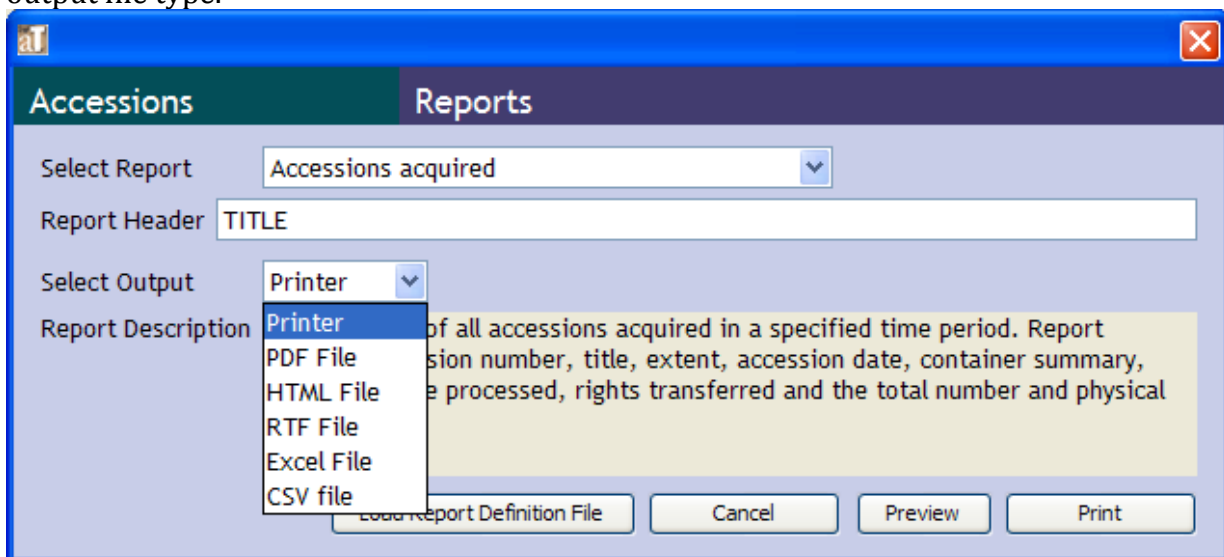 output file type.
aT
Accessions Reports
Select Report Accessions acquired
Report Header TITLE
Select Output Printer
Report Description Printer of all accessions acquired in a specified time period. Report
PDF File sion number, title, extent, accession date, container summary,
HTML File e processed, rights transferred and the total number and physical
RTF File
Excel File
CSV file
Report Definition File Cancel Preview Print